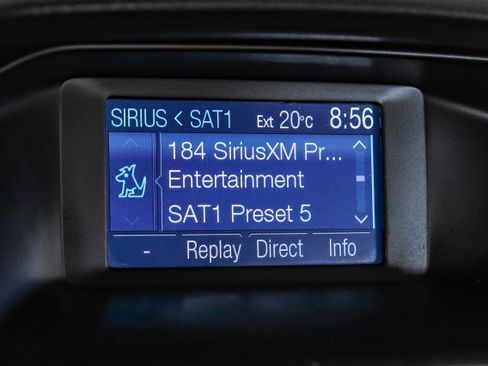 SIRIUS < SAT1 Ext 20°C 8:56
184 SiriusXM Pr...
Entertainment
SAT1 Preset 5
- Replay Direct Info